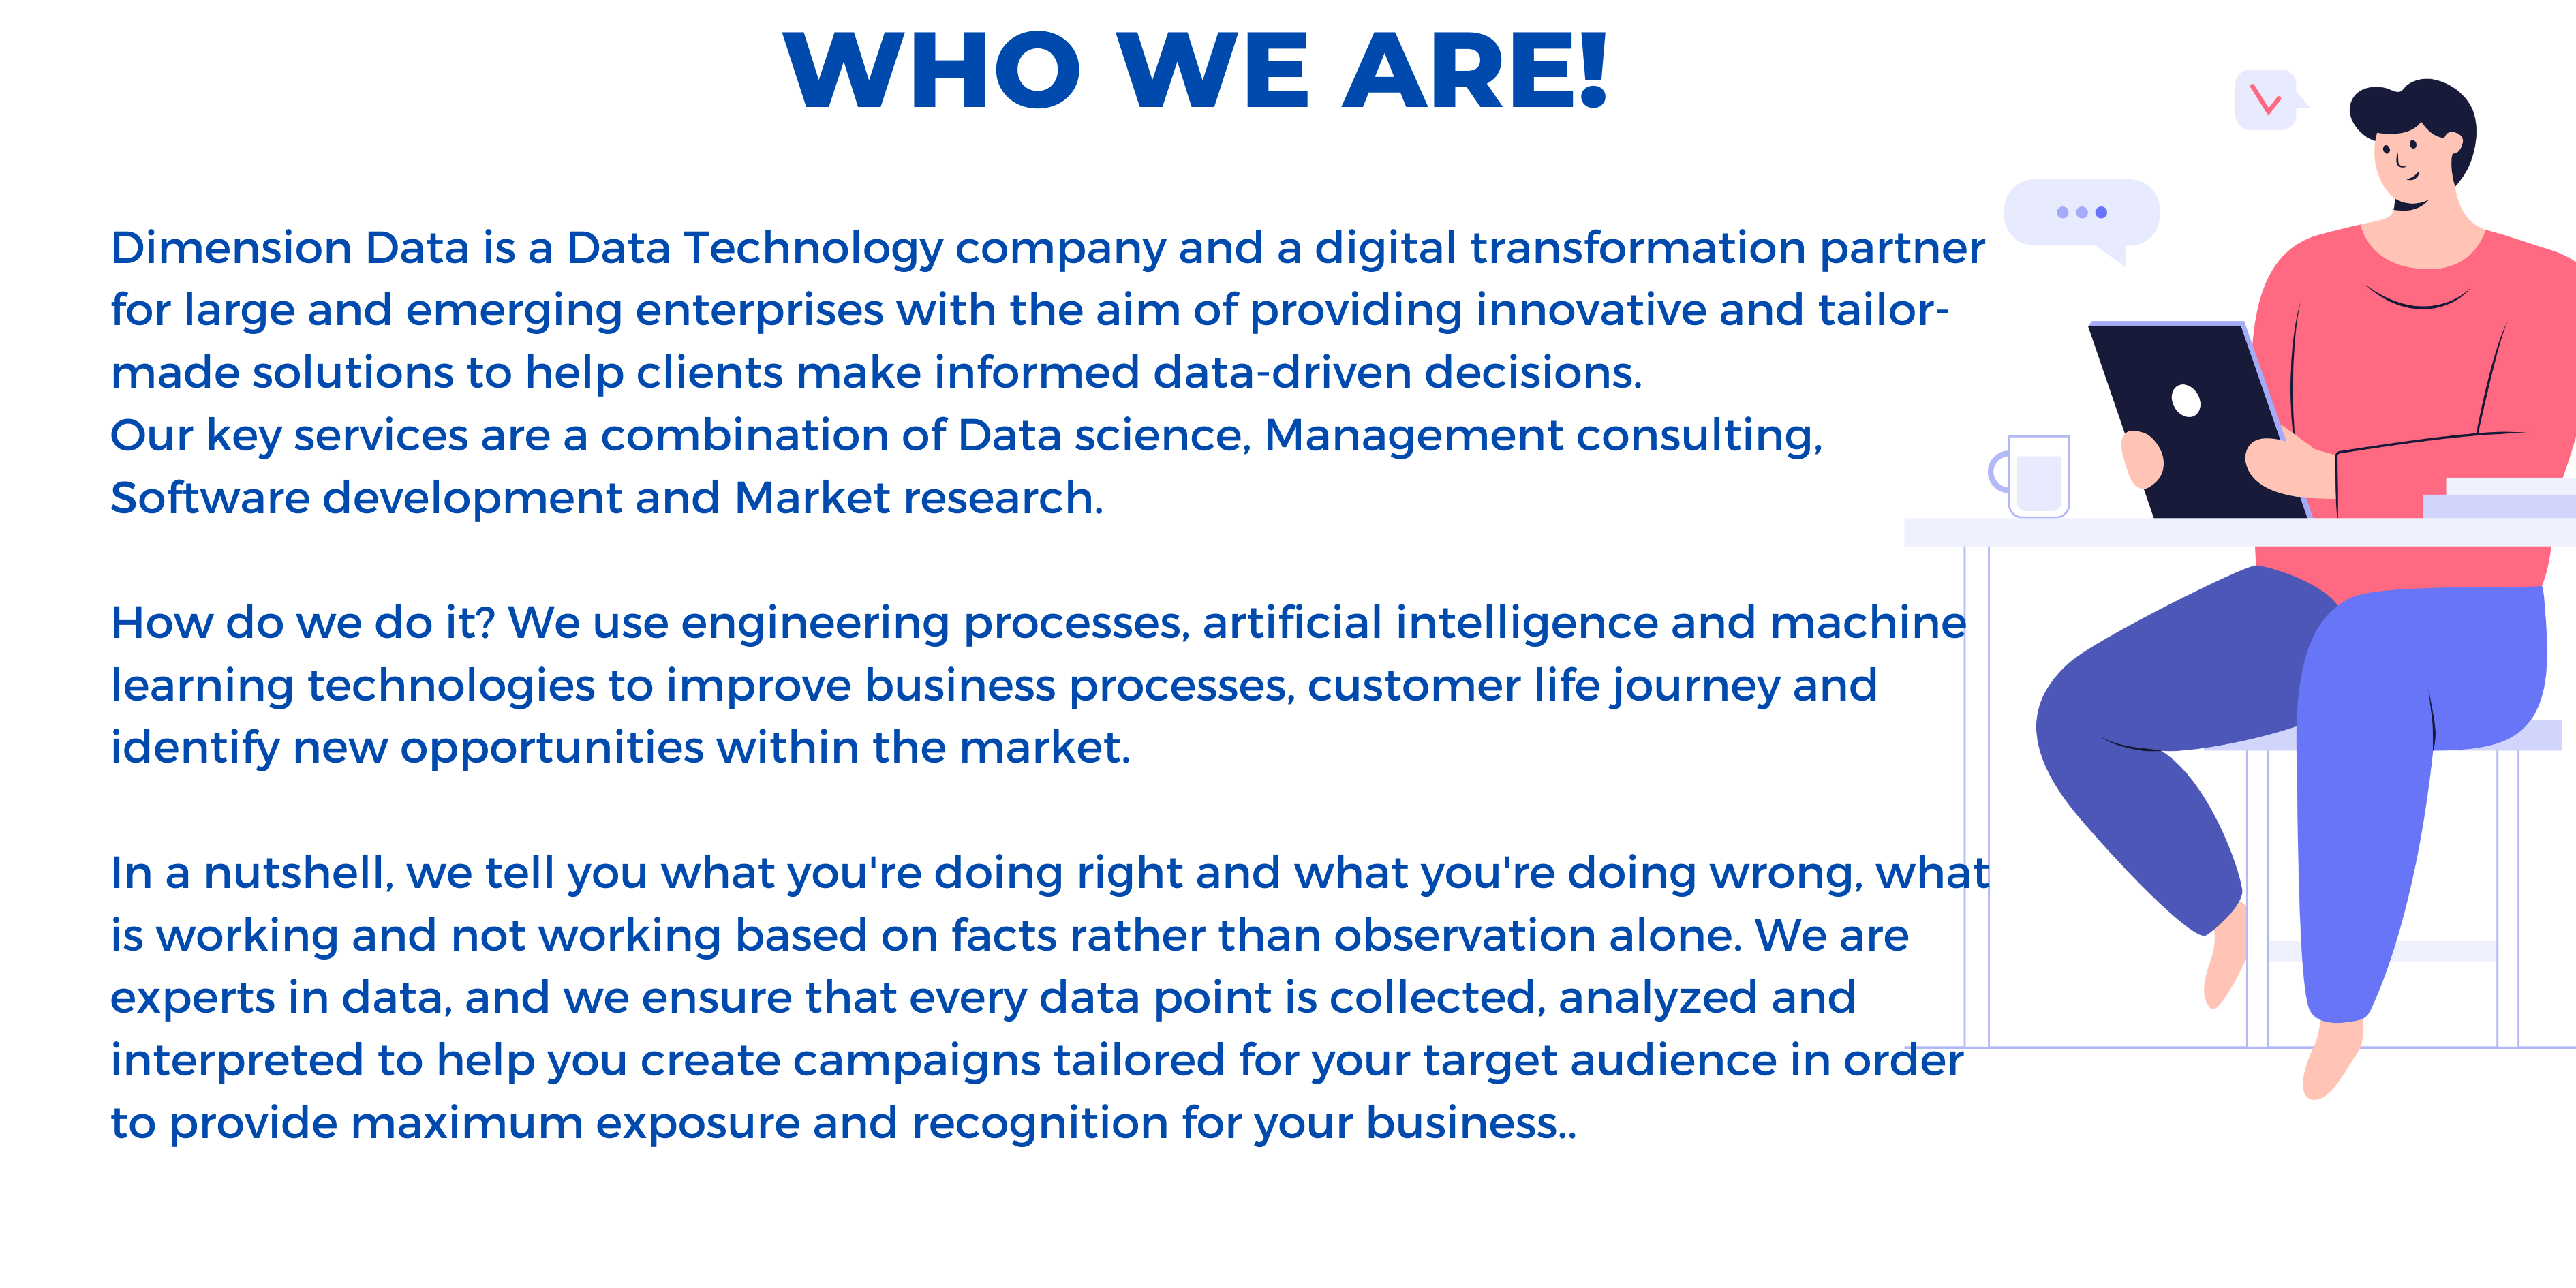 WHO WE ARE!
Dimension Data is a Data Technology company and a digital transformation partner
for large and emerging enterprises with the aim of providing innovative and tailor-
made solutions to help clients make informed data-driven decisions.
Our key services are a combination of Data science, Management consulting,
Software development and Market research.
How do we do it? We use engineering processes, artificial intelligence and machine
learning technologies to improve business processes, customer life journey and
identify new opportunities within the market.
In a nutshell, we tell you what you're doing right and what you're doing wrong, what
is working and not working based on facts rather than observation alone. We are
experts in data, and we ensure that every data point is collected, analyzed and
interpreted to help you create campaigns tailored for your target audience in order
to provide maximum exposure and recognition for your business..